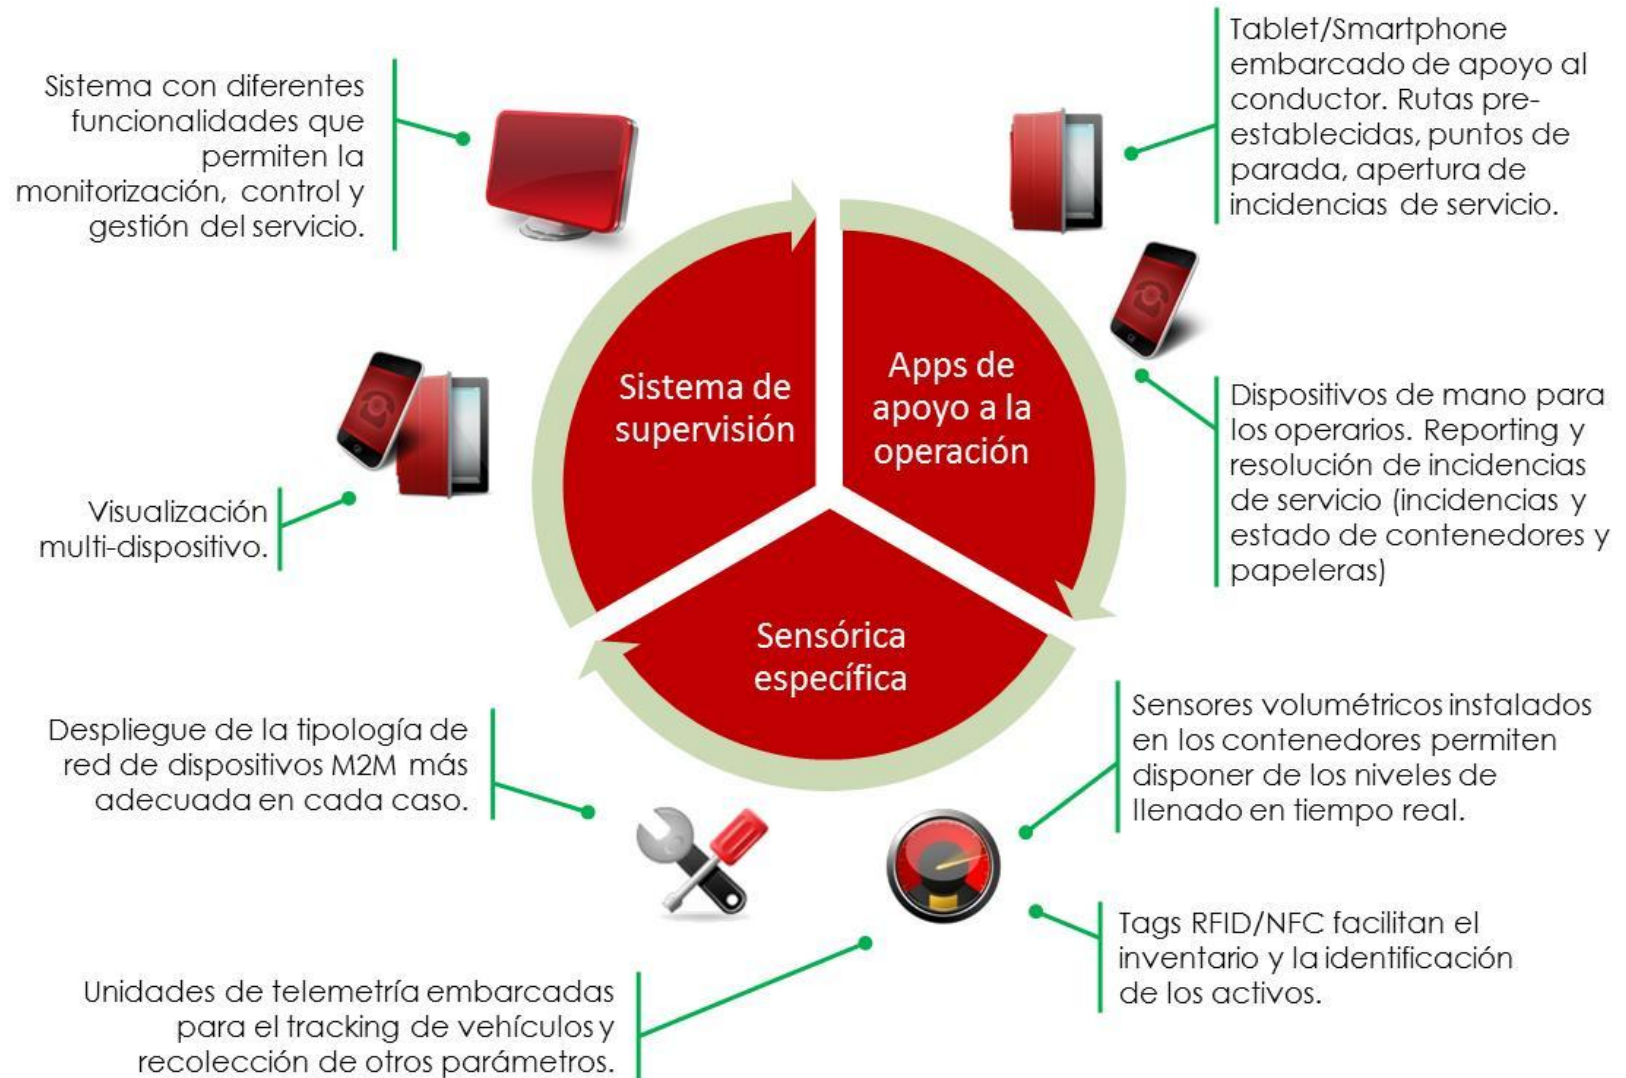 Sistema con diferentes
funcionalidades que
permiten la
monitorización, control y
gestión del servicio.
Tablet/Smartphone
embarcado de apoyo al
conductor. Rutas pre-
establecidas, puntos de
parada, apertura de
incidencias de servicio.
Sistema de
supervisión
Apps de
apoyo a la
operación
Dispositivos de mano para
los operarios. Reporting y
resolución de incidencias
de servicio (incidencias y
estado de contenedores y
papeleras)
Visualización
multi-dispositivo.
Sensórica
específica
Despliegue de la tipología de
red de dispositivos M2M más
adecuada en cada caso.
Sensores volumétricos instalados
en los contenedores permiten
disponer de los niveles de
llenado en tiempo real.
Tags RFID/NFC facilitan el
inventario y la identificación
de los activos.
Unidades de telemetría embarcadas
para el tracking de vehículos y
recolección de otros parámetros.